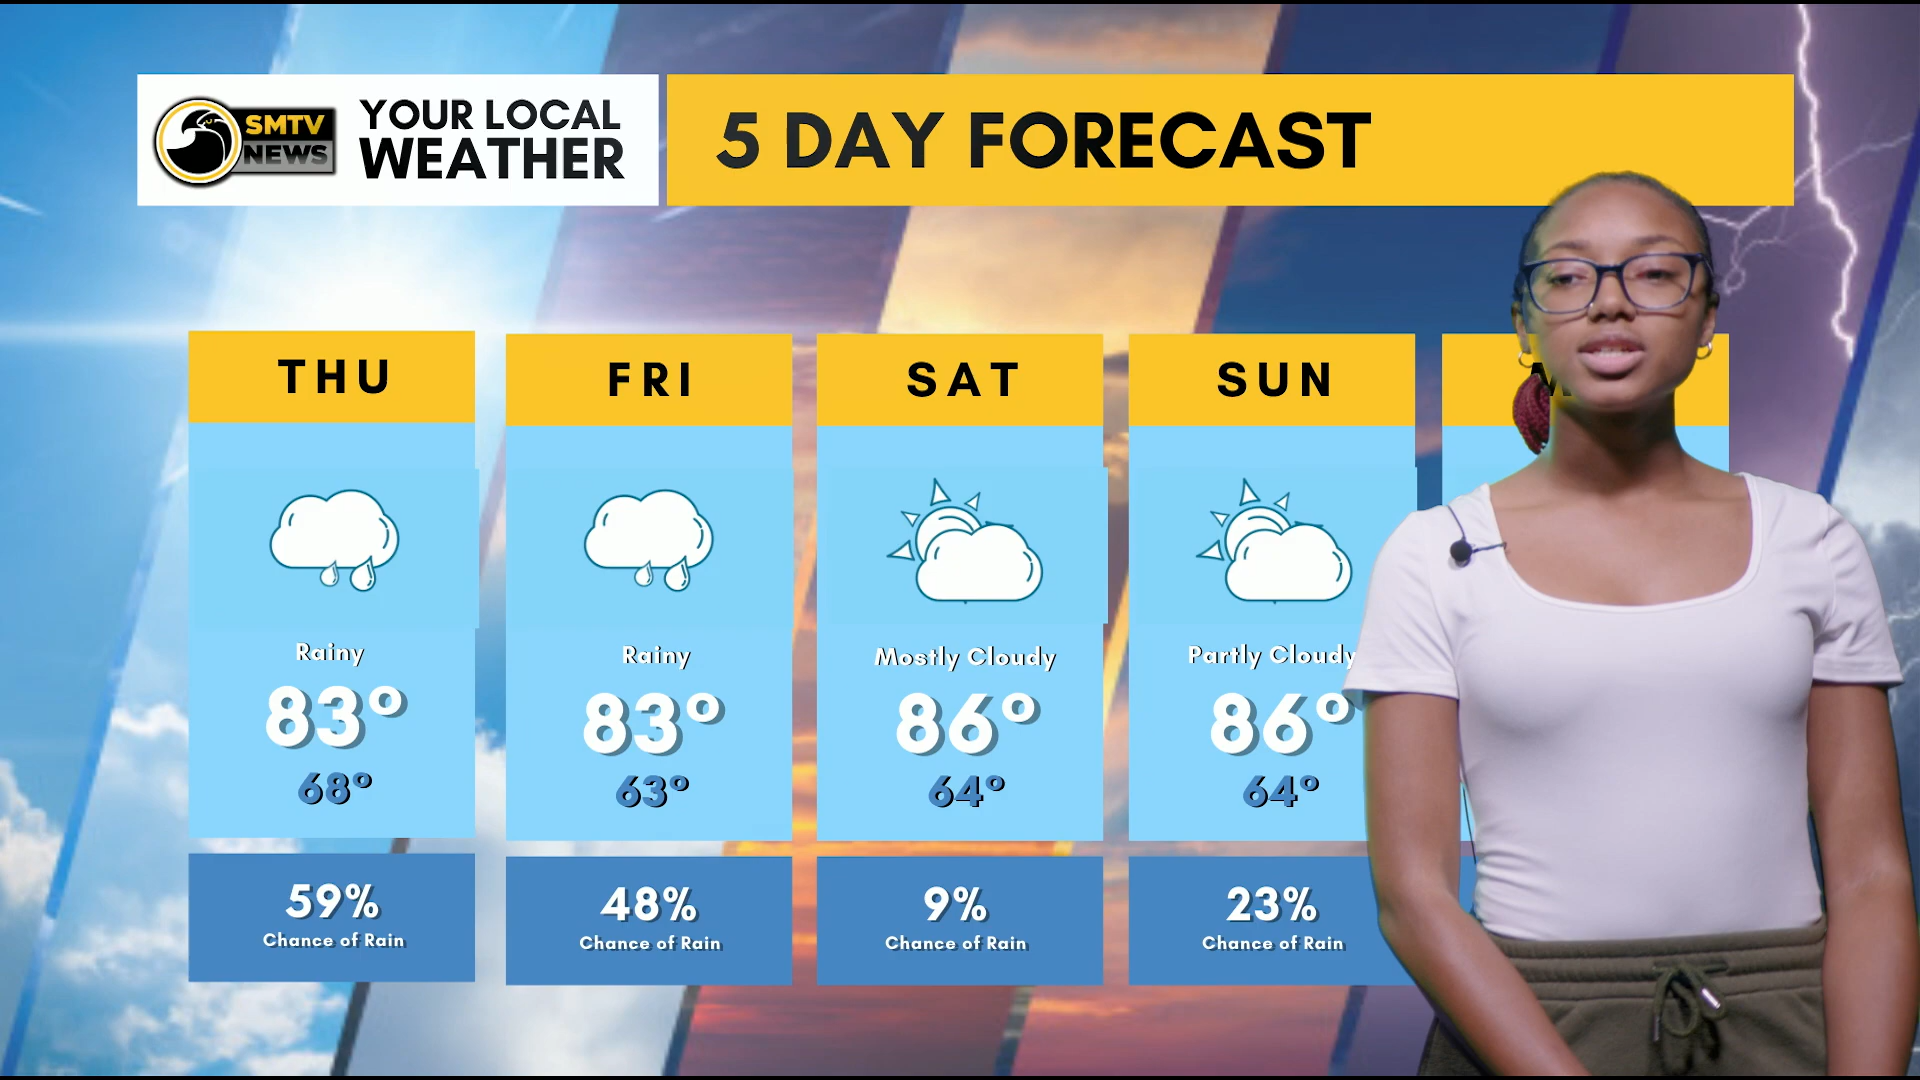 SMTV
NEWS
YOUR LOCAL
WEATHER
5 DAY FORECAST
THU
Rainy
83°
68°
59%
Chance of Rain
FRI
Rainy
83°
63°
48%
Chance of Rain
SAT
Mostly Cloudy
86°
64°
9%
Chance of Rain
SUN
Partly Cloudy
86°
64°
23%
Chance of Rain